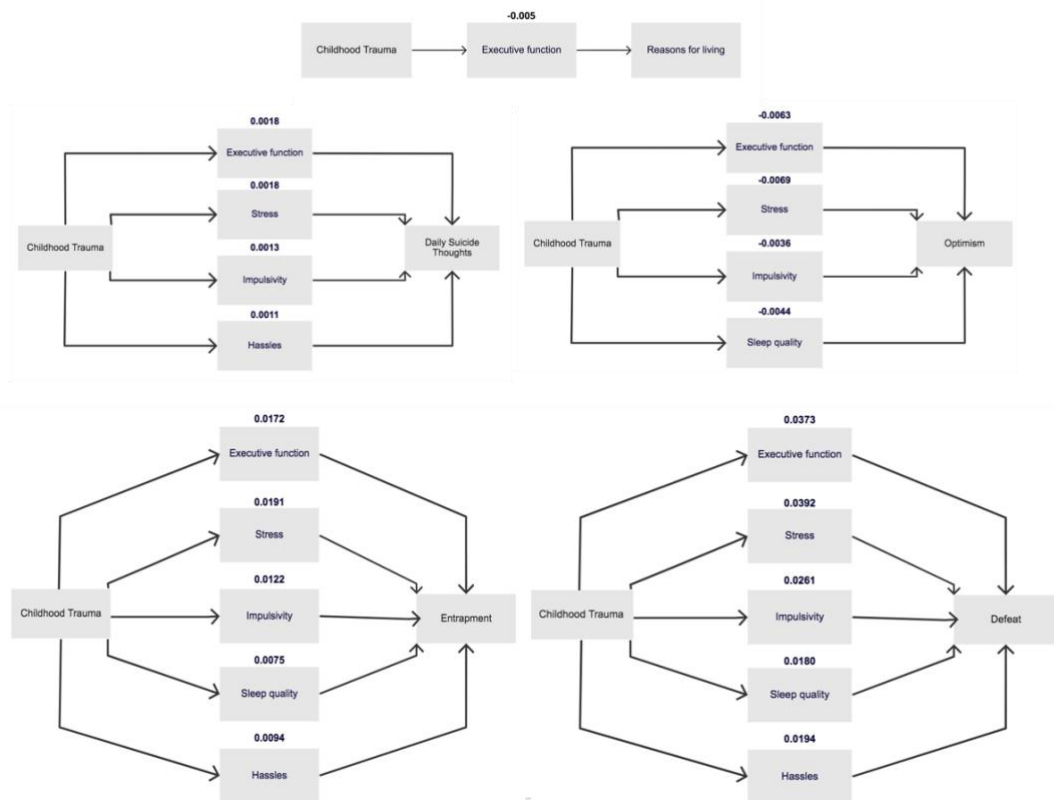 -0.005
Childhood Trauma
Executive function
Reasons for living
0.0018
Executive function
0.0018
Stress
Childhood Trauma
0.0013
Impulsivity
Daily Suicide
Thoughts
0.0011
Hassles
-0.0063
Executive function
-0.0069
Stress
Childhood Trauma
-0.0036
Impulsivity
Optimism
-0.0044
Sleep quality
0.0172
Executive function
0.0191
Stress
0.0122
Childhood Trauma
Impulsivity
Entrapment
0.0075
Sleep quality
0.0094
Hassles
0.0373
Executive function
0.0392
Stress
0.0261
Childhood Trauma
Impulsivity
Defeat
0.0180
Sleep quality
0.0194
Hassles